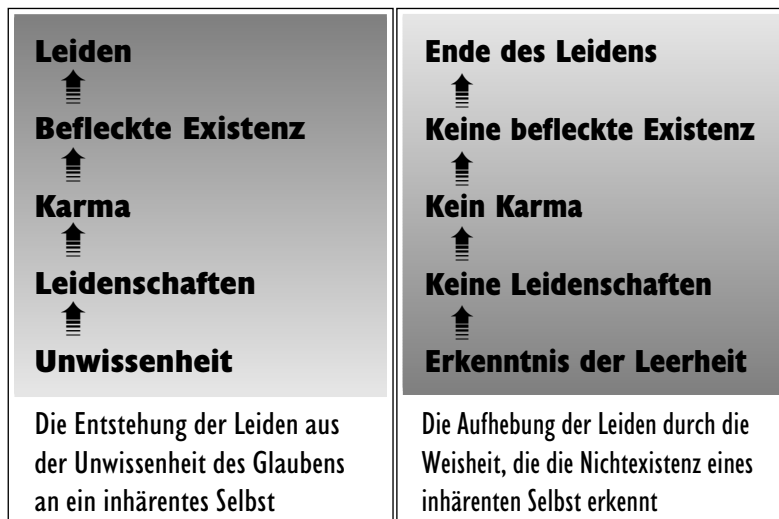 Leiden
Befleckte Existenz
Karma
Leidenschaften
Unwissenheit
Die Entstehung der Leiden aus
der Unwissenheit des Glaubens
an ein inhärentes Selbst
Ende des Leidens
Keine befleckte Existenz
Kein Karma
Keine Leidenschaften
Erkenntnis der Leerheit
Die Aufhebung der Leiden durch die
Weisheit, die die Nichtexistenz eines
inhärenten Selbst erkennt